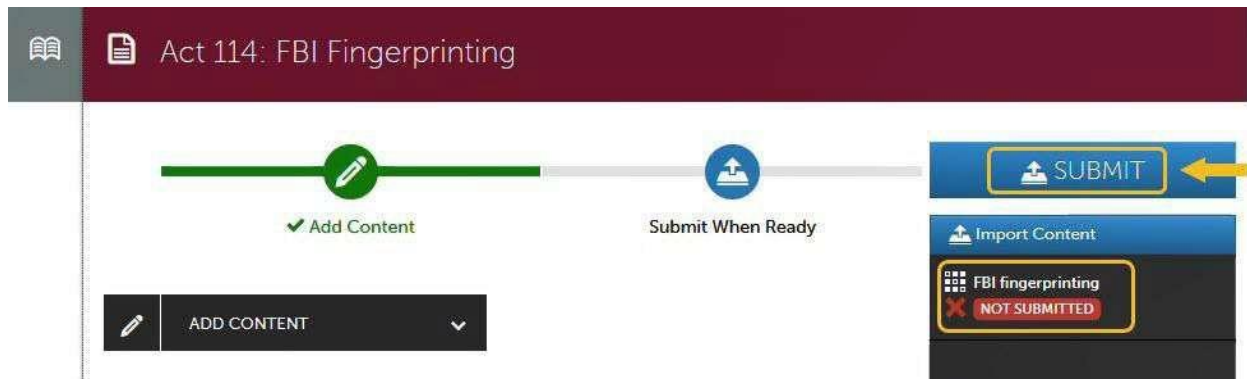 Act 114: FBI Fingerprinting
SUBMIT
Add Content
Submit When Ready
Import Content
FBI fingerprinting
NOT SUBMITTED
ADD CONTENT